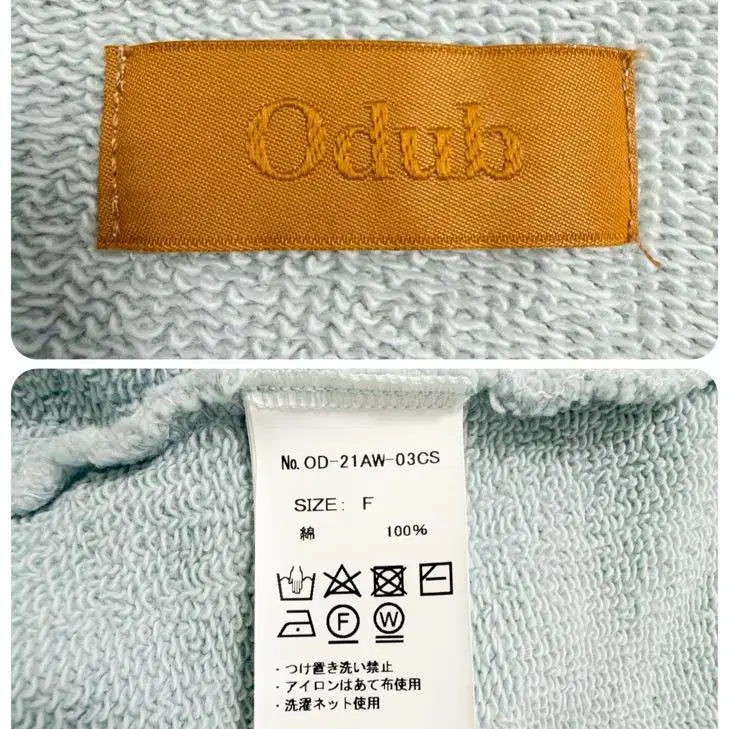 Odub
No. OD-21AW-03CS
SIZE: F
綿 100%
F W
・つけ置き洗い禁止
・アイロンはあて布使用
・洗濯ネット使用